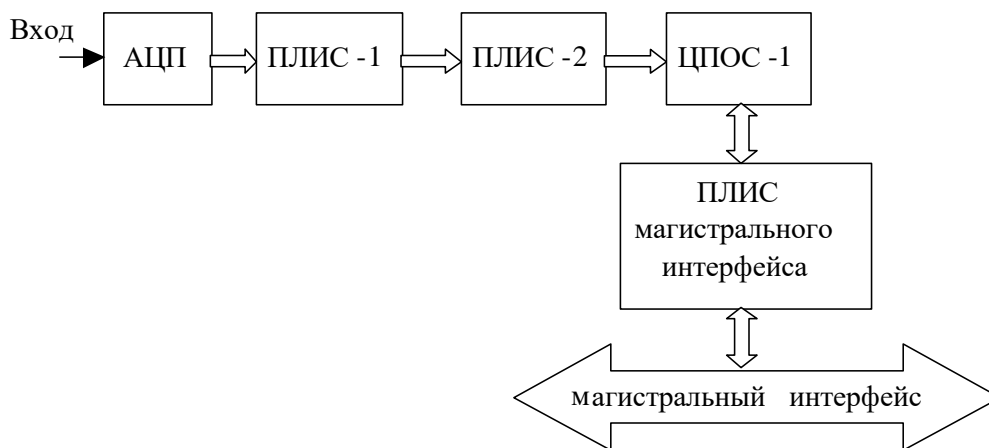 Вход
АЦП
ПЛИС -1
ПЛИС -2
ЦПОС -1
ПЛИС
магистрального
интерфейса
магистральный интерфейс